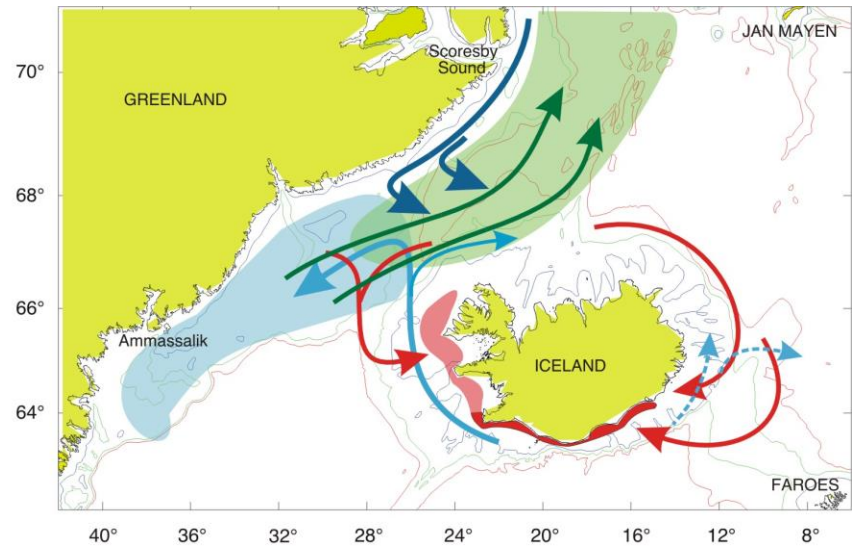 JAN MAYEN
Scoresby
Sound
70°
GREENLAND
68°
66°
Ammassalik
ICELAND
64°
FAROES
40° 36° 32° 28° 24° 20° 16° 12° 8°